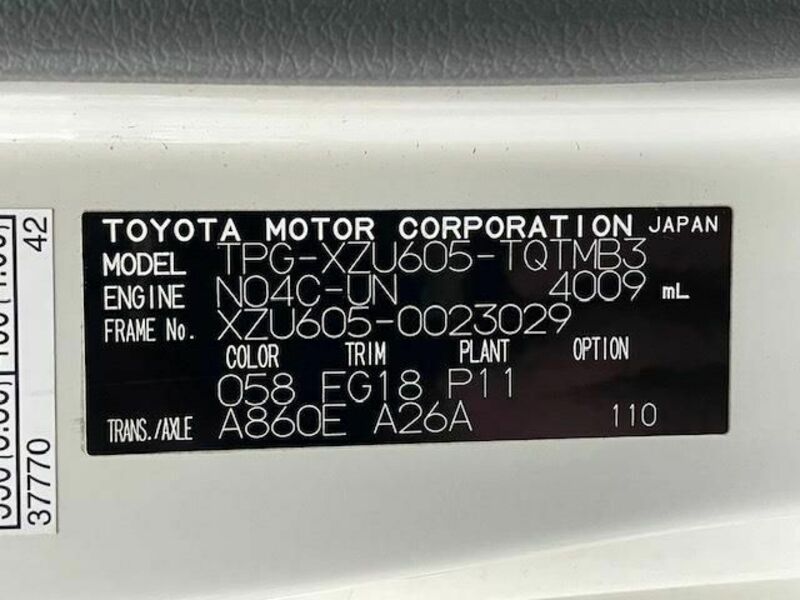 TOYOTA MOTOR CORPORATION JAPAN
MODEL TPG-XZU605-TQTMB3
ENGINE N04C-UN 4009 mL
FRAME No. XZU605-0023029
COLOR TRIM PLANT OPTION
058 FG18 P11
TRANS./AXLE A860E A26A 110
42
37770